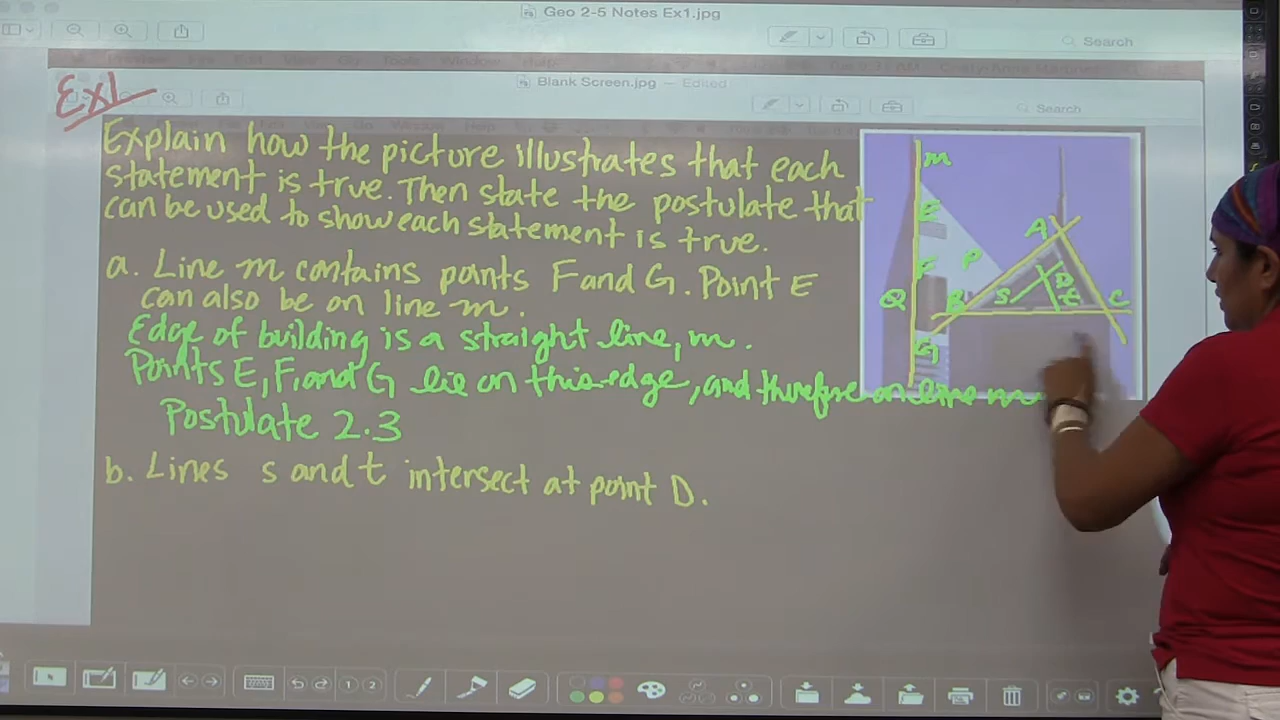 Geo 2-5 Notes Ex1.jpg
Search
Blank Screen.jpg — Edited
Search
Ex1
Explain how the picture illustrates that each
statement is true. Then state the postulate that
can be used to show each statement is true.
a. Line m contains points F and G. Point E
can also be on line m.
Edge of building is a straight line, m.
Points E, F, and G lie on this edge, and therefore on line m
Postulate 2.3
b. Lines s and t intersect at point D.
m
E
A
F
P
D
Q
B
S
t
C
G